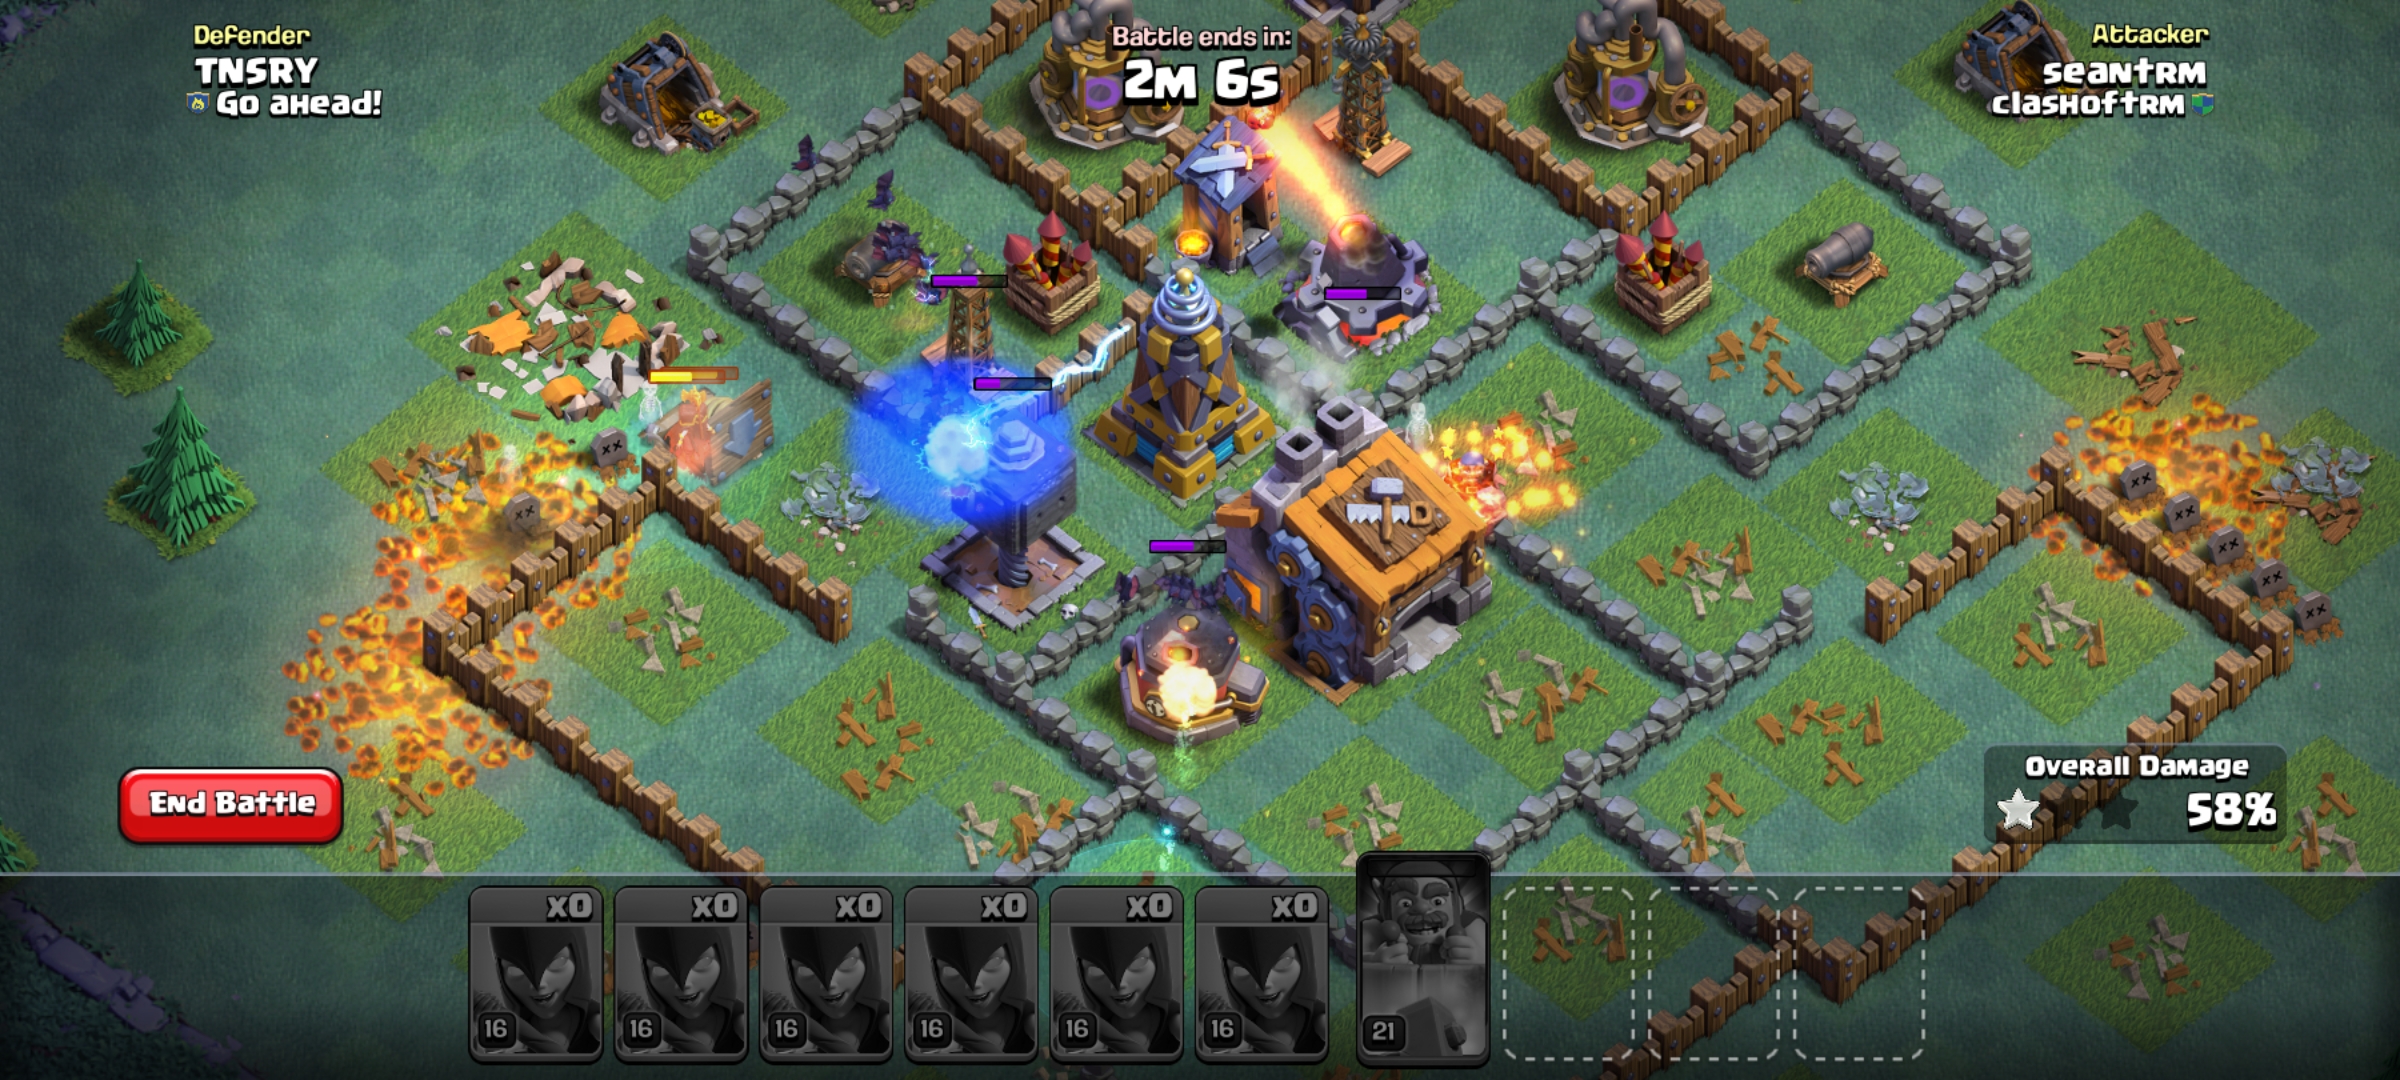 Defender
TNSRY
Go ahead!
Battle ends in:
2M 6s
Attacker
seantrm
clashoftrm
End Battle
Overall Damage
58%
x0
x0
x0
x0
x0
x0
16
16
16
16
16
16
21